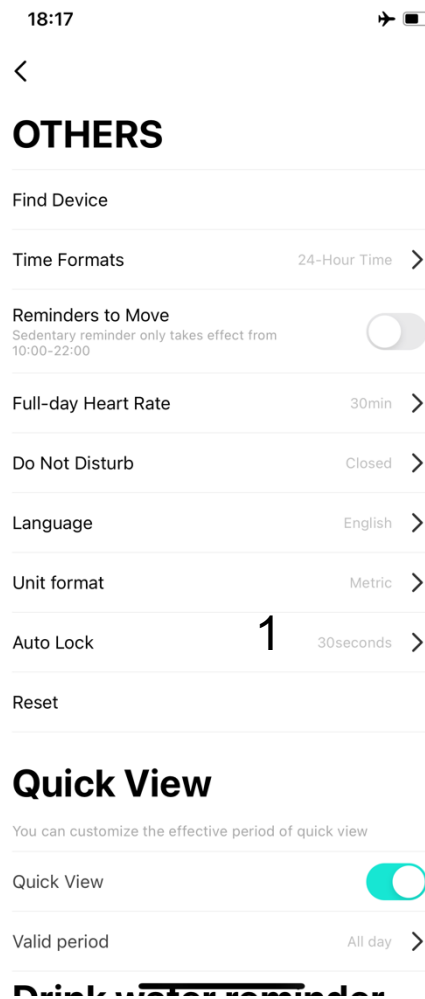 18:17
OTHERS
Find Device
Time Formats 24-Hour Time
Reminders to Move
Sedentary reminder only takes effect from
10:00-22:00
Full-day Heart Rate 30min
Do Not Disturb Closed
Language English
Unit format Metric
Auto Lock 1 30seconds
Reset
Quick View
You can customize the effective period of quick view
Quick View
Valid period All day
Drink water reminder